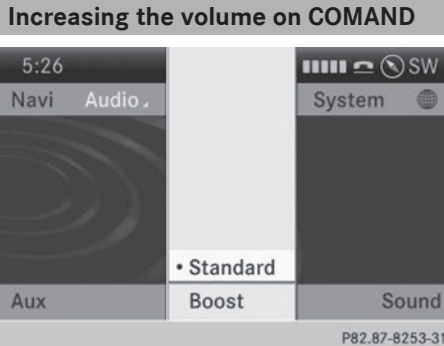 Increasing the volume on COMAND
5:26
SW
Navi Audio
System
• Standard
Aux
Boost
Sound
P82.87-8253-31